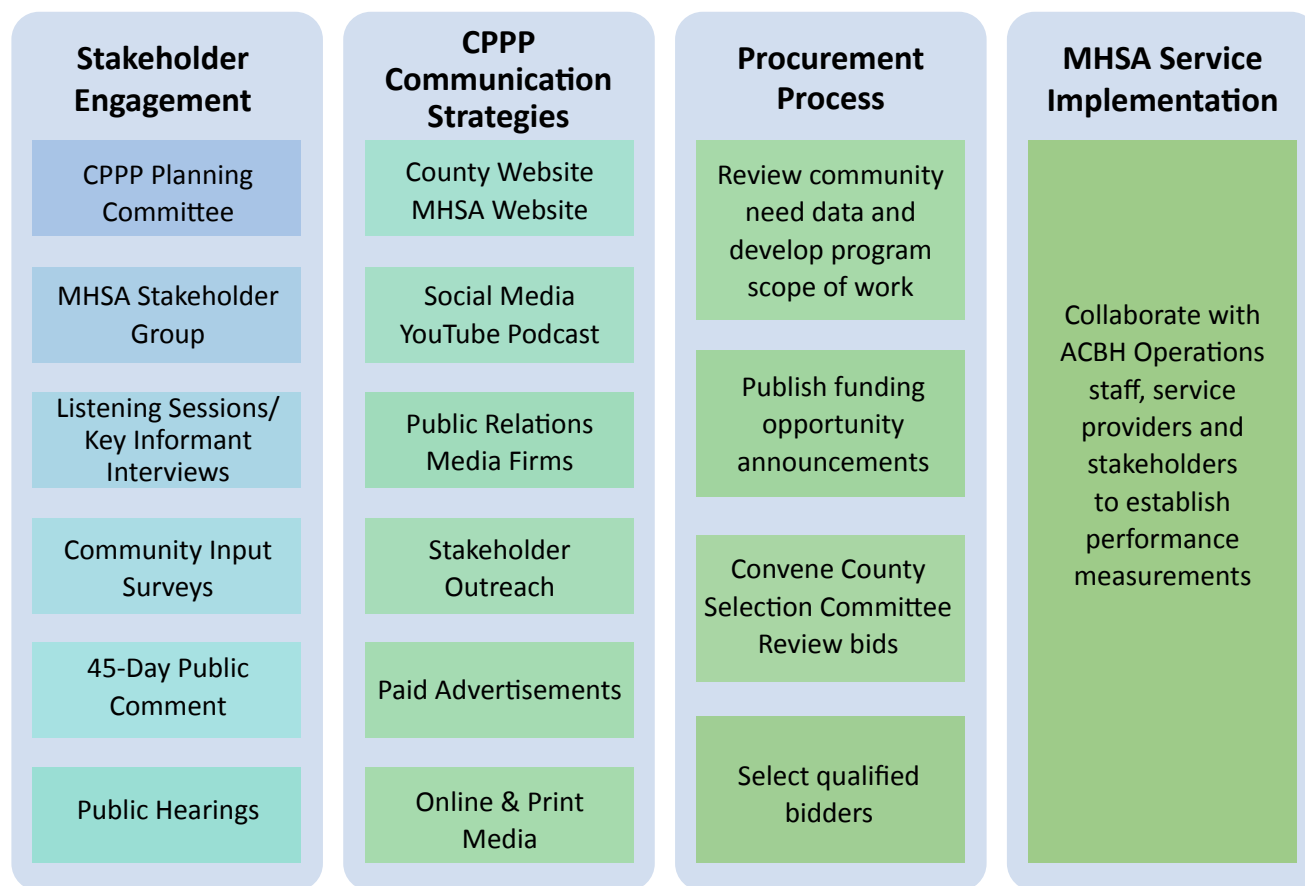 Stakeholder
Engagement
CPPP Planning
Committee
MHSA Stakeholder
Group
Listening Sessions/
Key Informant
Interviews
Community Input
Surveys
45-Day Public
Comment
Public Hearings
CPPP
Communication
Strategies
County Website
MHSA Website
Social Media
YouTube Podcast
Public Relations
Media Firms
Stakeholder
Outreach
Paid Advertisements
Online & Print
Media
Procurement
Process
Review community
need data and
develop program
scope of work
Publish funding
opportunity
announcements
Convene County
Selection Committee
Review bids
Select qualified
bidders
MHSA Service
Implementation
Collaborate with
ACBH Operations
staff, service
providers and
stakeholders
to establish
performance
measurements